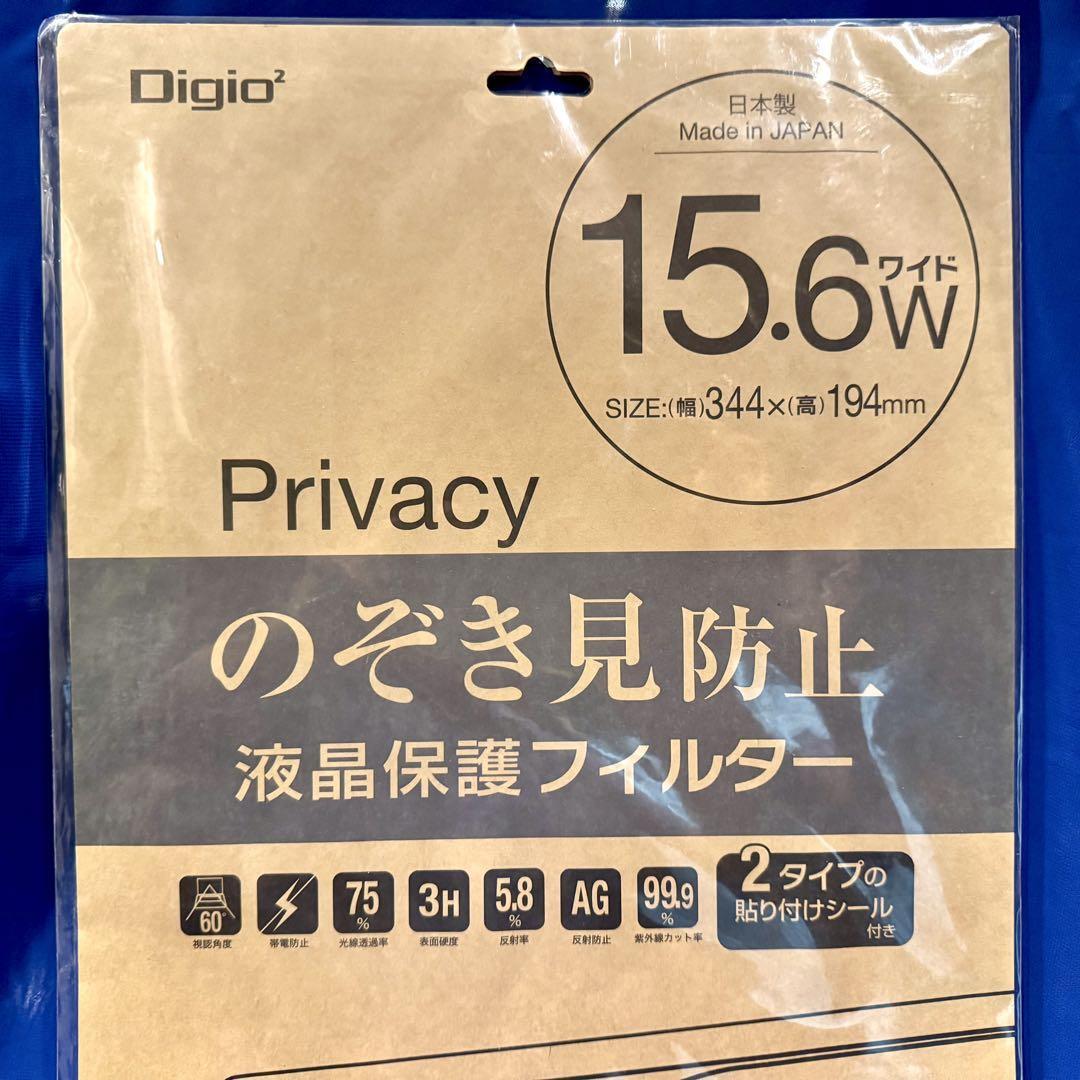 Digio²
日本製
Made in JAPAN
15.6ワイドW
SIZE:(幅)344×(高)194mm
Privacy
のぞき見防止
液晶保護フィルター
60°
視認角度
帯電防止
75%
光線透過率
3H
表面硬度
5.8%
反射率
AG
反射防止
99.9%
紫外線カット率
2タイプの
貼り付けシール
付き